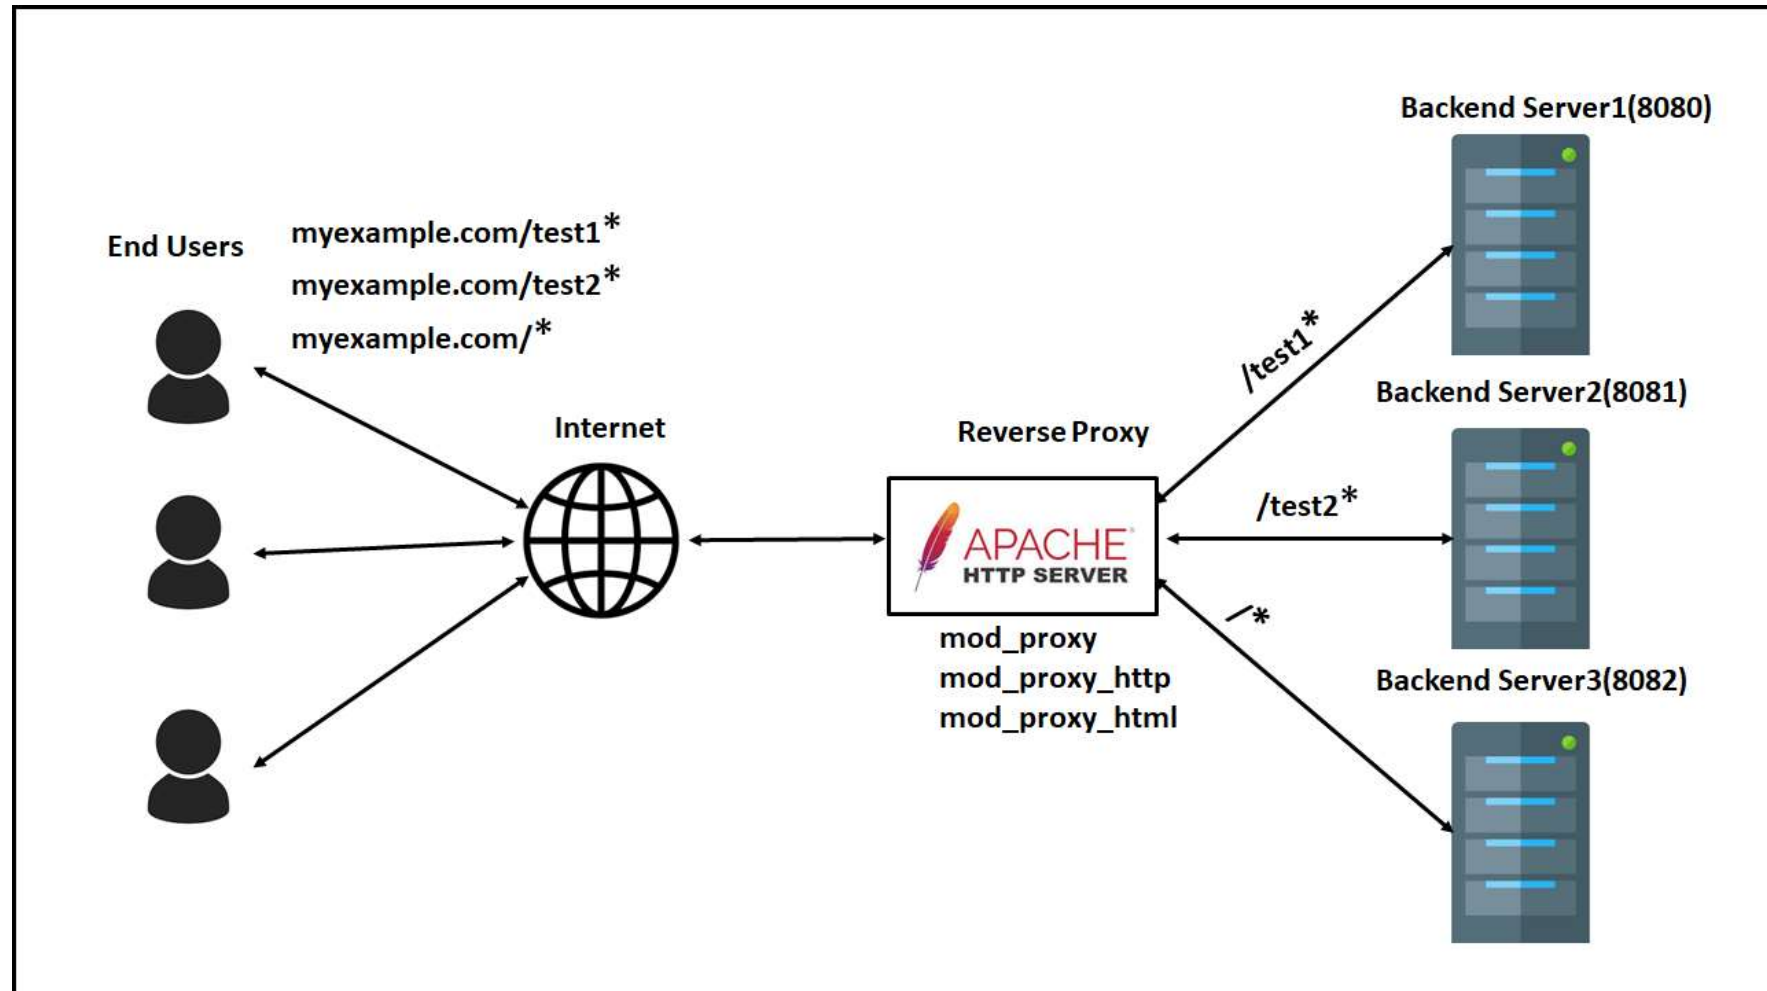 Backend Server1(8080)
End Users
myexample.com/test1*
myexample.com/test2*
myexample.com/*
/test1*
Backend Server2(8081)
Internet
Reverse Proxy
/test2*
APACHE
HTTP SERVER
/*
mod_proxy
mod_proxy_http
mod_proxy_html
Backend Server3(8082)